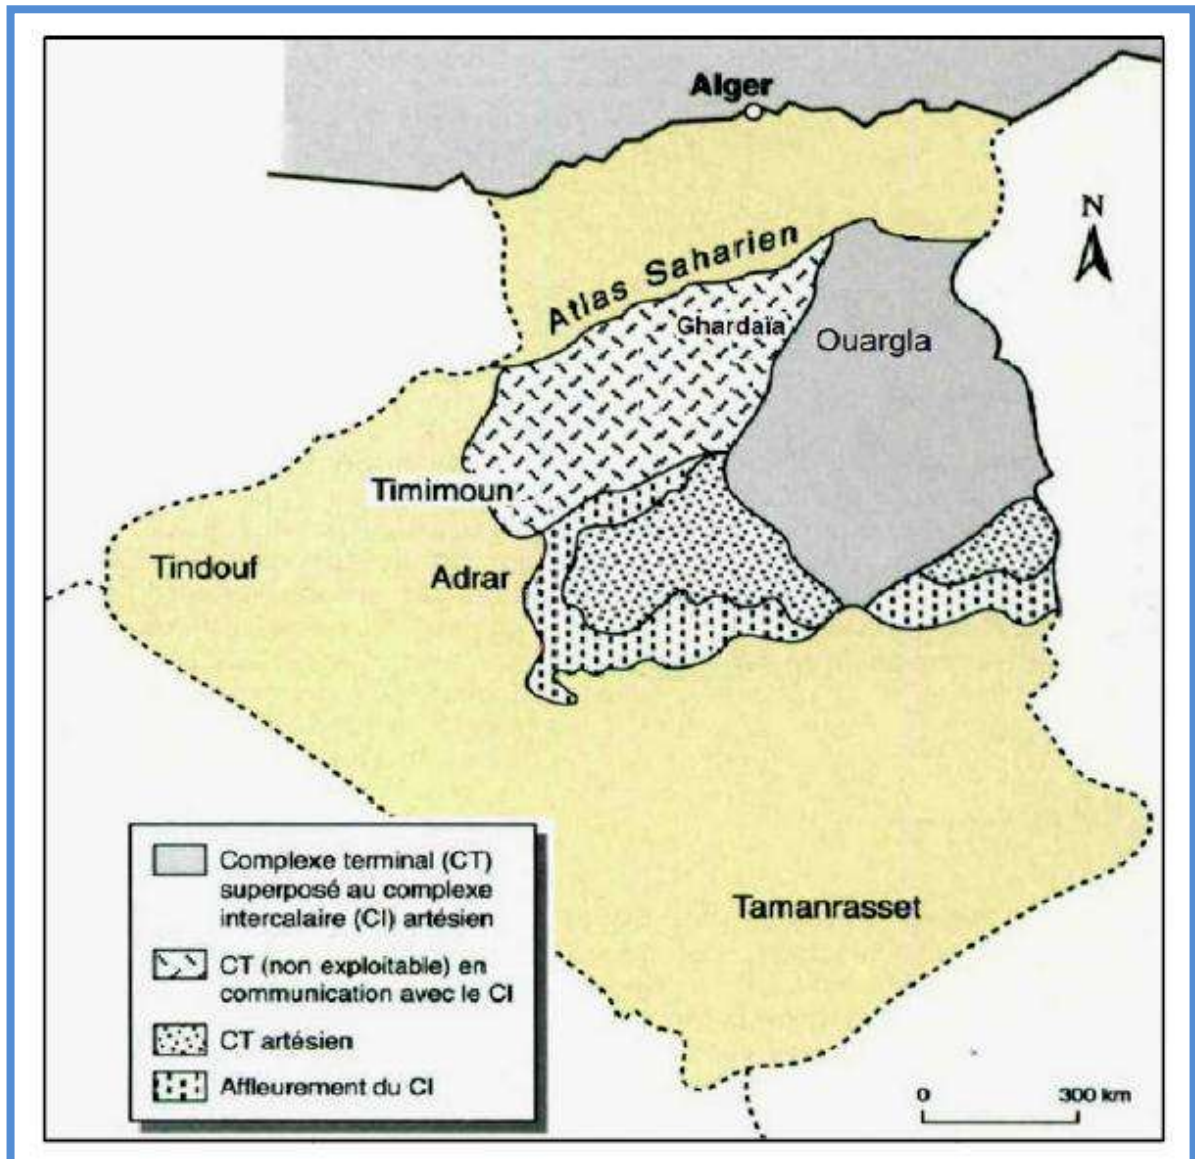 Alger
N
Atlas Saharien
Ghardaïa
Ouargla
Timimoun
Tindouf
Adrar
Complexe terminal (CT)
superposé au complexe
intercalaire (CI) artésien
CT (non exploitable) en
communication avec le CI
CT artésien
Affleurement du CI
Tamanrasset
0 300 km